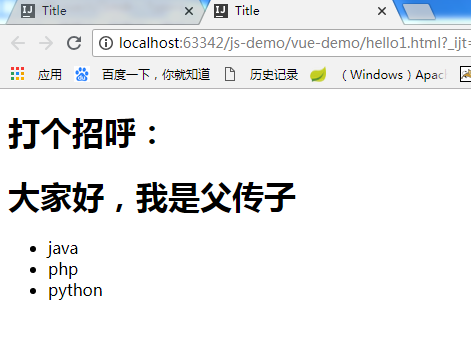 Title
Title
localhost:63342/js-demo/vue-demo/hello1.html?_ijt=
应用 百度一下，你就知道 历史记录 （Windows）Apac
打个招呼：
大家好，我是父传子
java
php
python